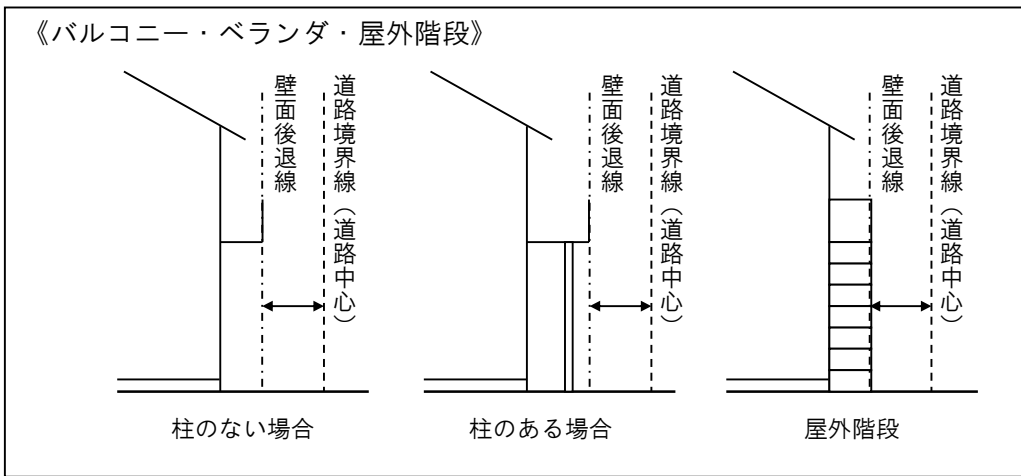 《バルコニー・ベランダ・屋外階段》
壁面後退線
道路境界線（道路中心）
壁面後退線
道路境界線（道路中心）
壁面後退線
道路境界線（道路中心）
柱のない場合
柱のある場合
屋外階段